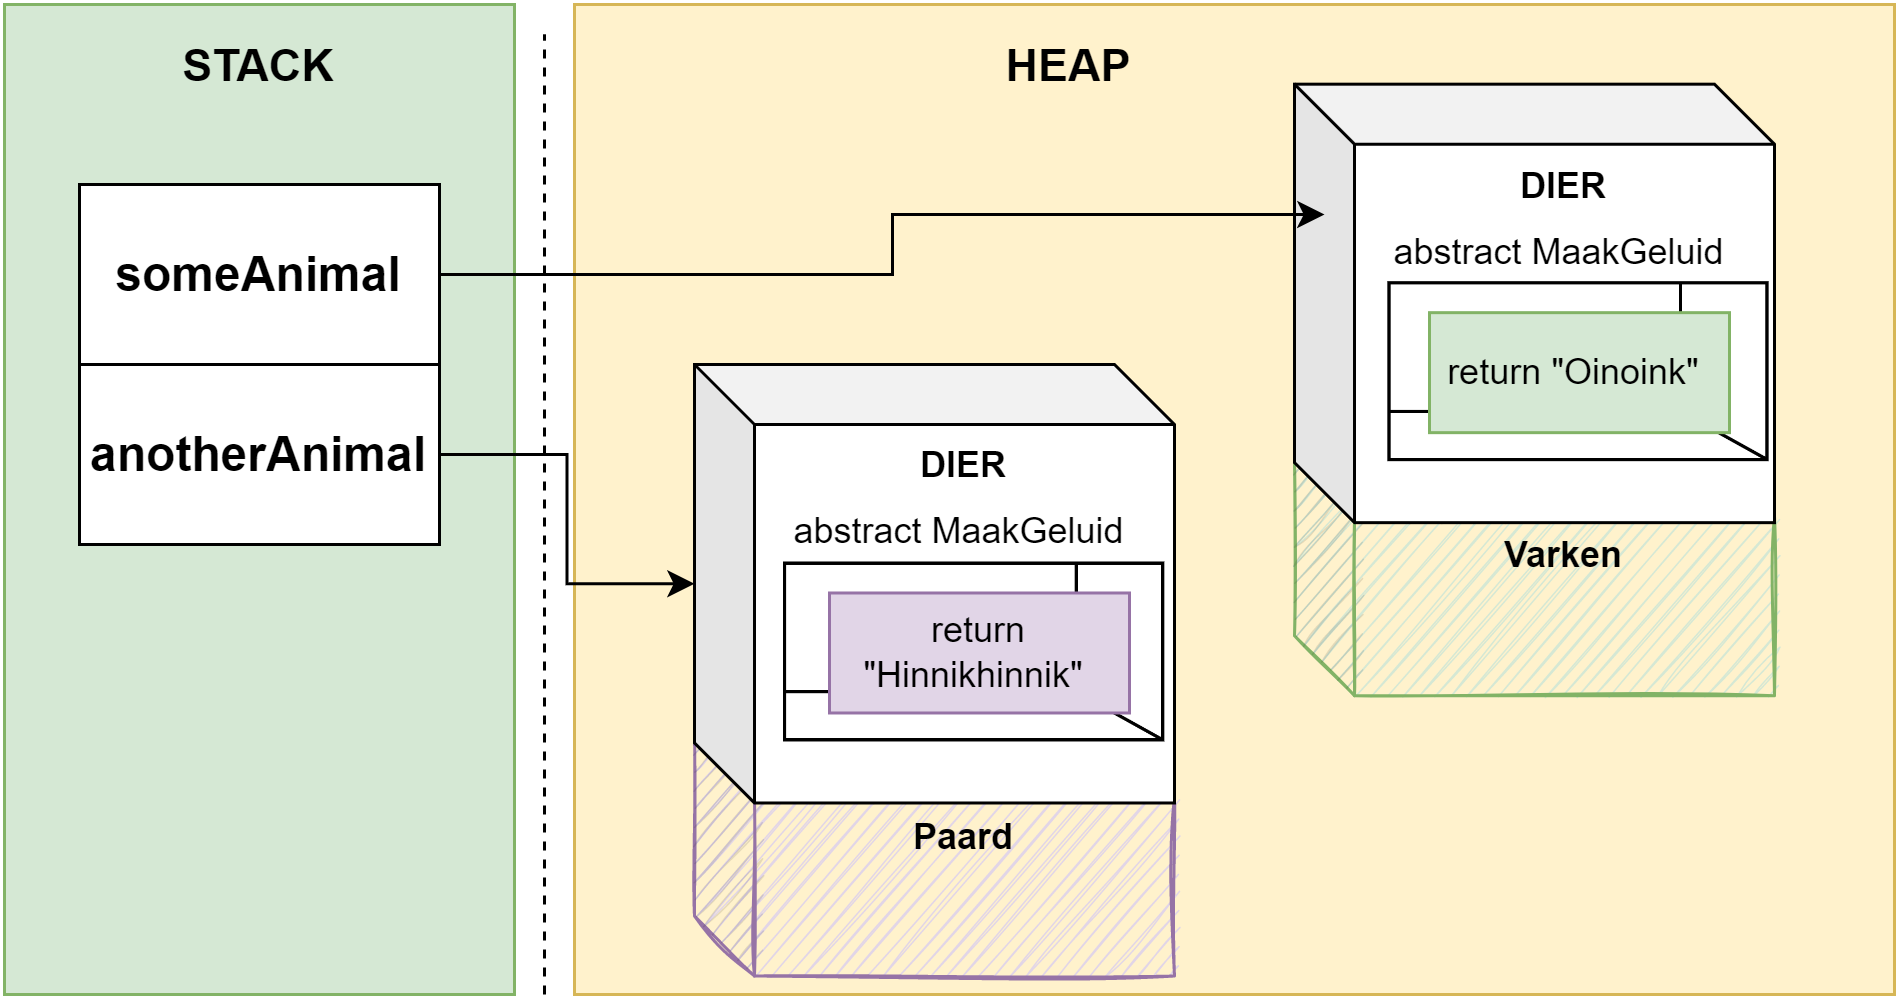 STACK
HEAP
someAnimal
anotherAnimal
DIER
abstract MaakGeluid
return "Oinoink"
Varken
DIER
abstract MaakGeluid
return
"Hinnikhinnik"
Paard